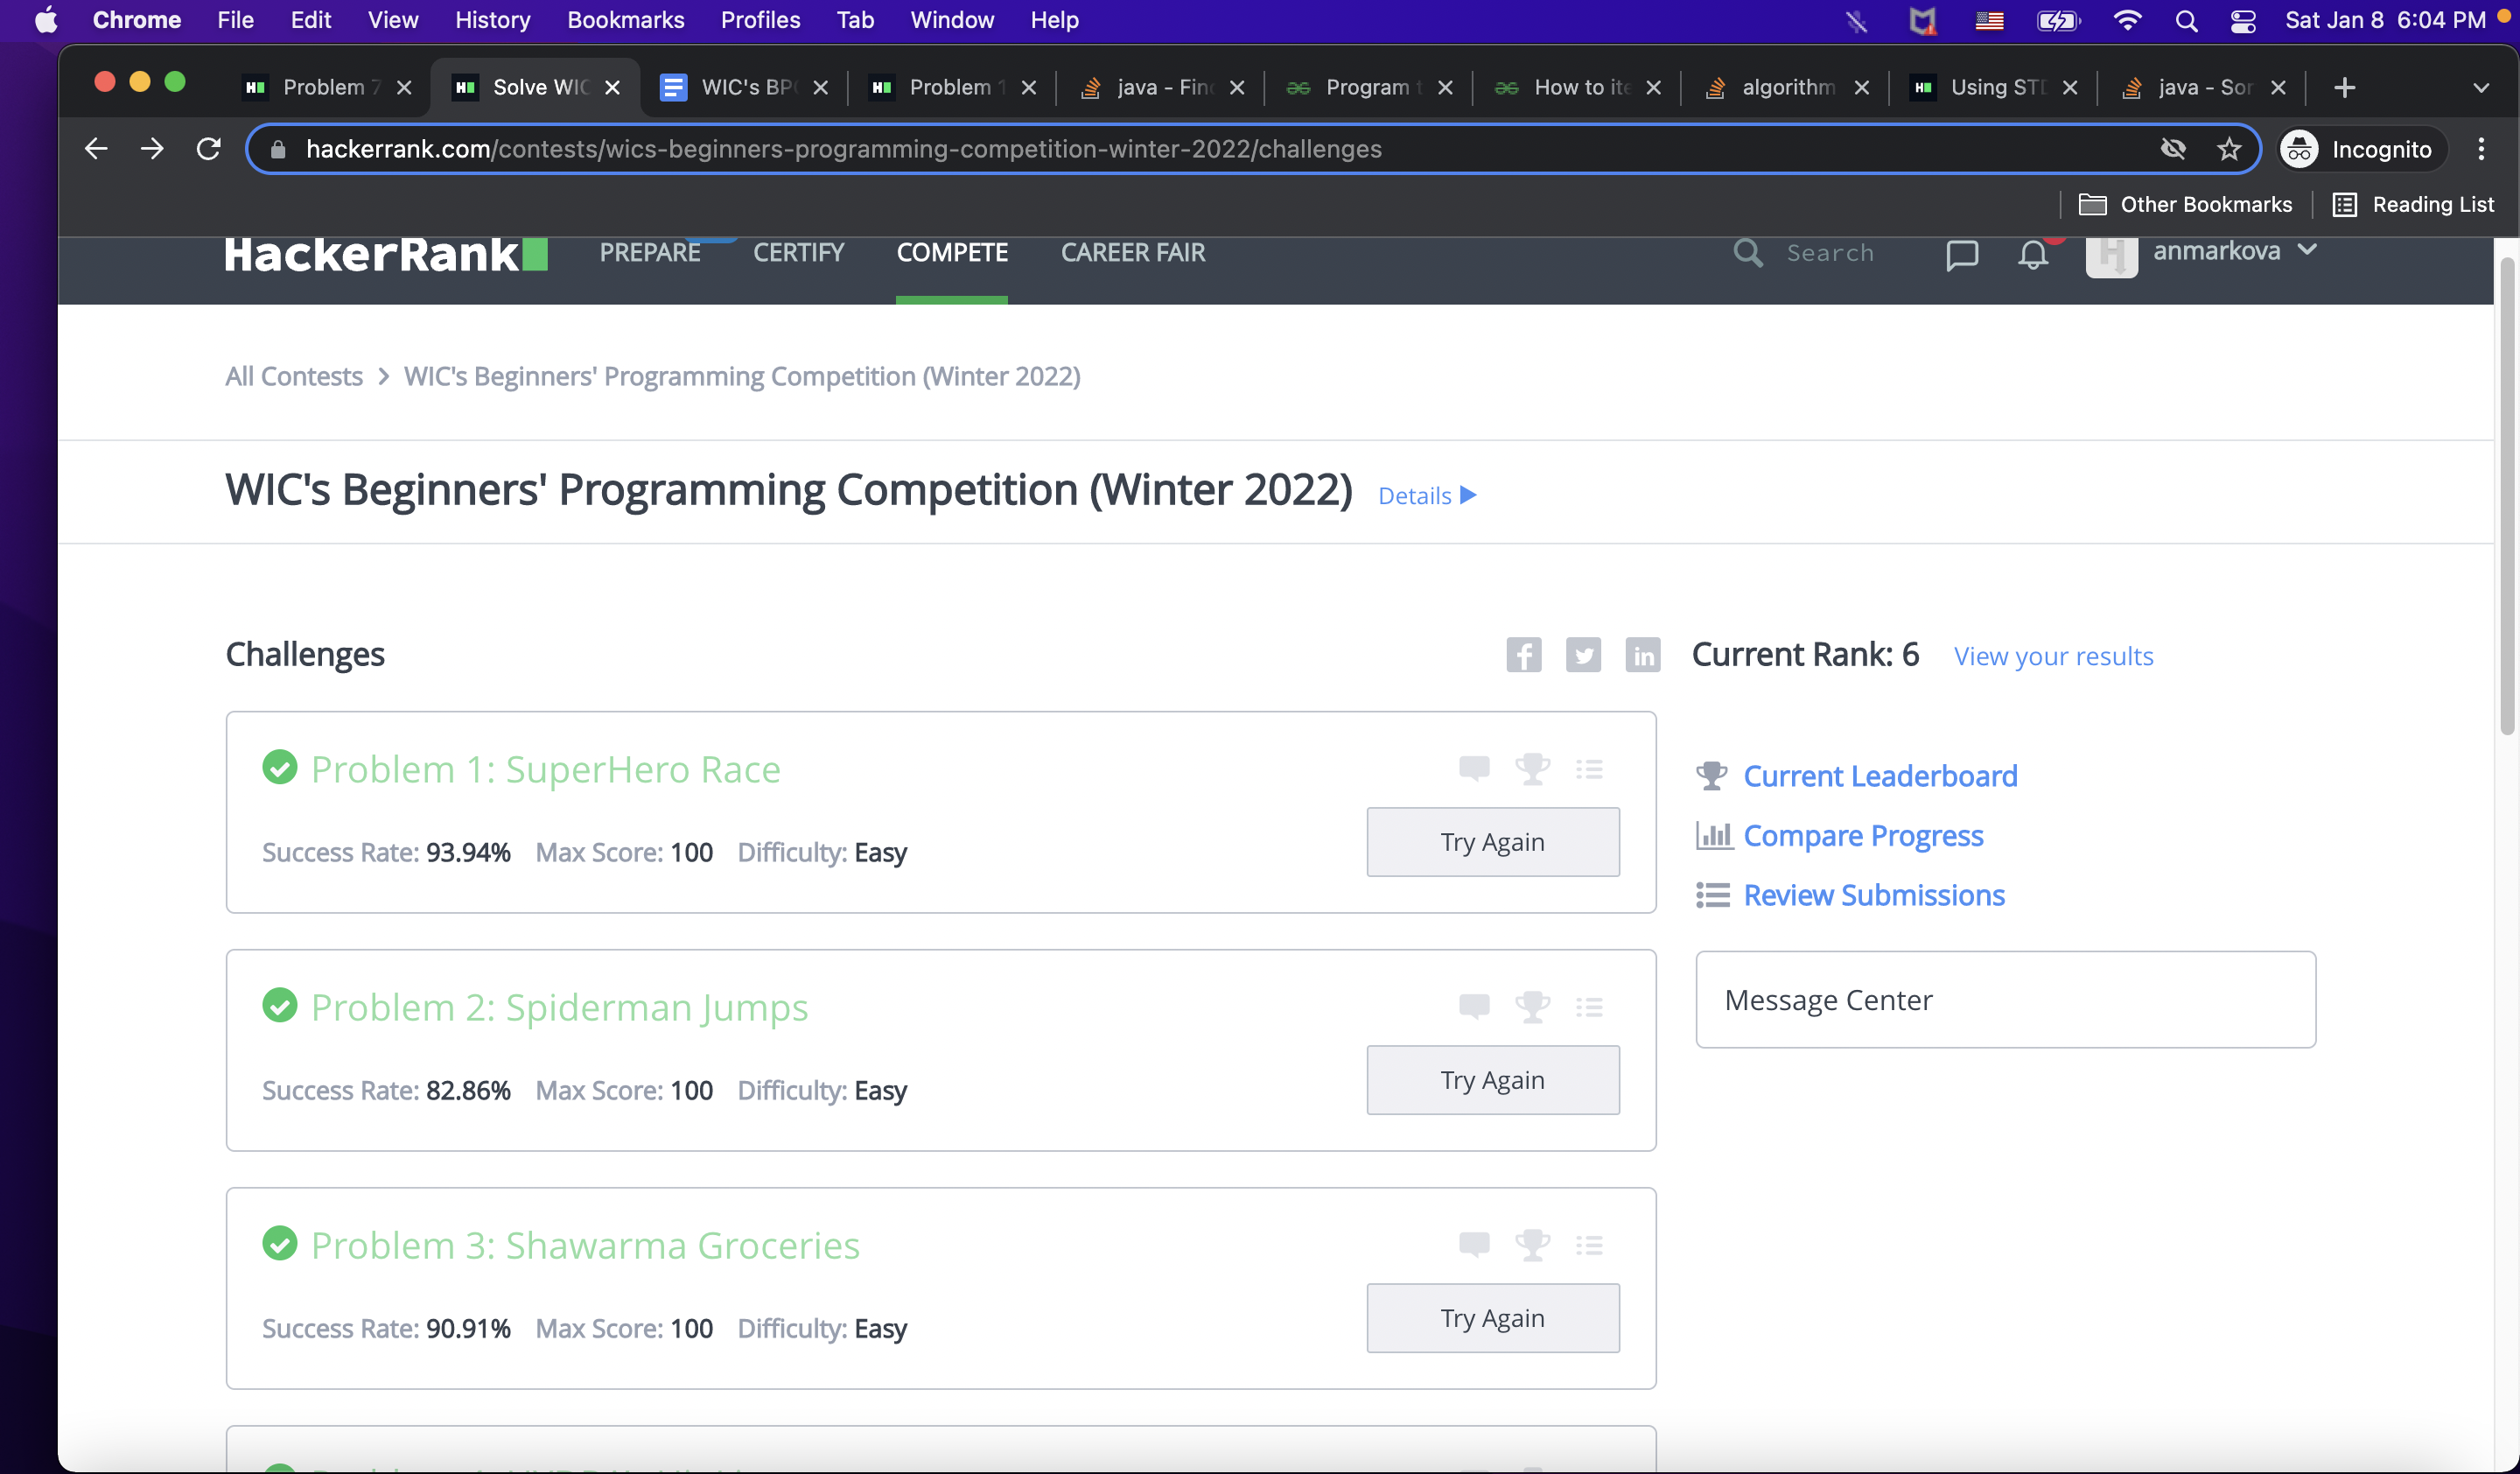 Chrome File Edit View History Bookmarks Profiles Tab Window Help Sat Jan 8 6:04 PM
Problem 7 Solve WIC WIC's BP Problem 1 java - Fin Program t How to ite algorithm Using STD java - Sor
hackerrank.com/contests/wics-beginners-programming-competition-winter-2022/challenges Incognito
Other Bookmarks Reading List
HackerRank PREPARE CERTIFY COMPETE CAREER FAIR Search anmarkova
All Contests > WIC's Beginners' Programming Competition (Winter 2022)
WIC's Beginners' Programming Competition (Winter 2022) Details
Challenges Current Rank: 6 View your results
Problem 1: SuperHero Race
Success Rate: 93.94% Max Score: 100 Difficulty: Easy Try Again
Current Leaderboard
Compare Progress
Review Submissions
Message Center
Problem 2: Spiderman Jumps
Success Rate: 82.86% Max Score: 100 Difficulty: Easy Try Again
Problem 3: Shawarma Groceries
Success Rate: 90.91% Max Score: 100 Difficulty: Easy Try Again